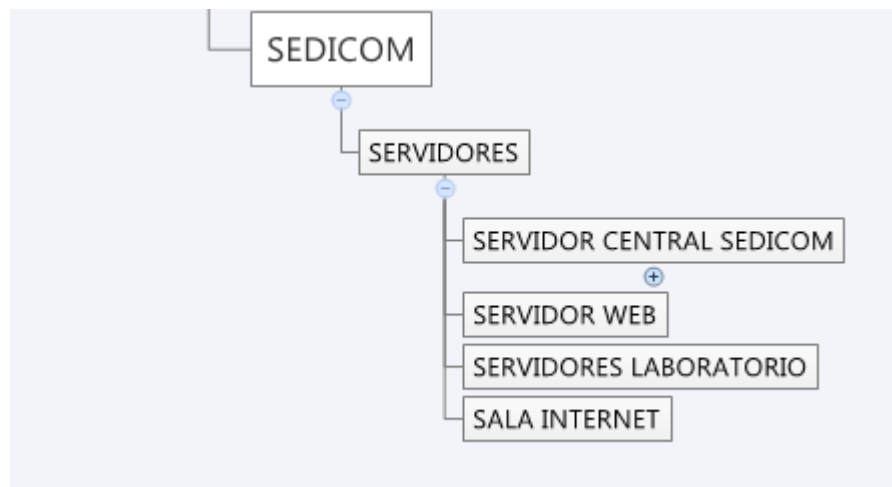 SEDICOM
SERVIDORES
SERVIDOR CENTRAL SEDICOM
SERVIDOR WEB
SERVIDORES LABORATORIO
SALA INTERNET